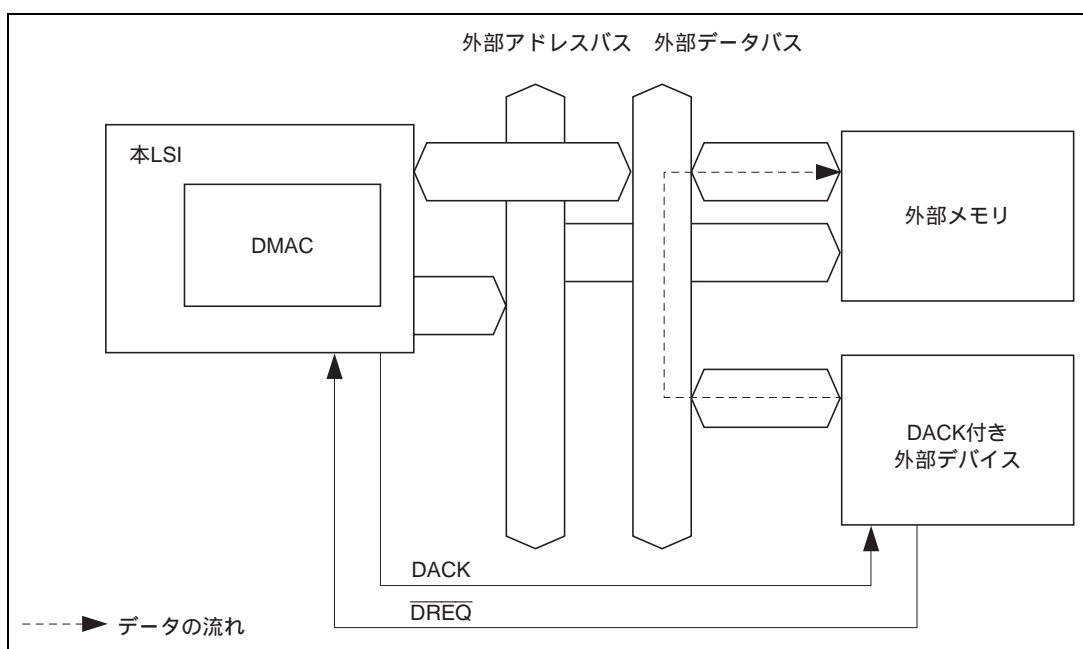 外部アドレスバス 外部データバス
本LSI
DMAC
外部メモリ
DACK付き
外部デバイス
DACK
DREQ
データの流れ